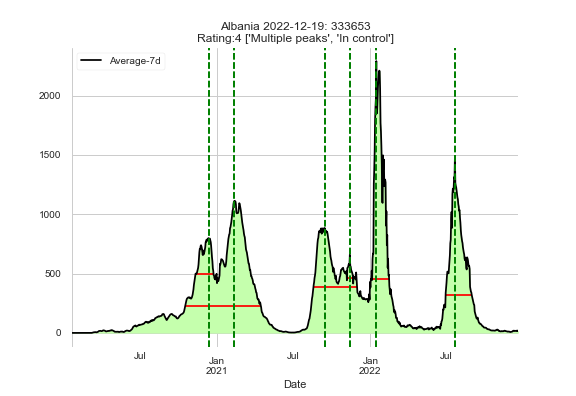 Albania 2022-12-19: 333653
Rating:4 ['Multiple peaks', 'In control']
Average-7d
2000
1500
1000
500
0
Jul
Jan
2021
Jul
Jan
2022
Jul
Date